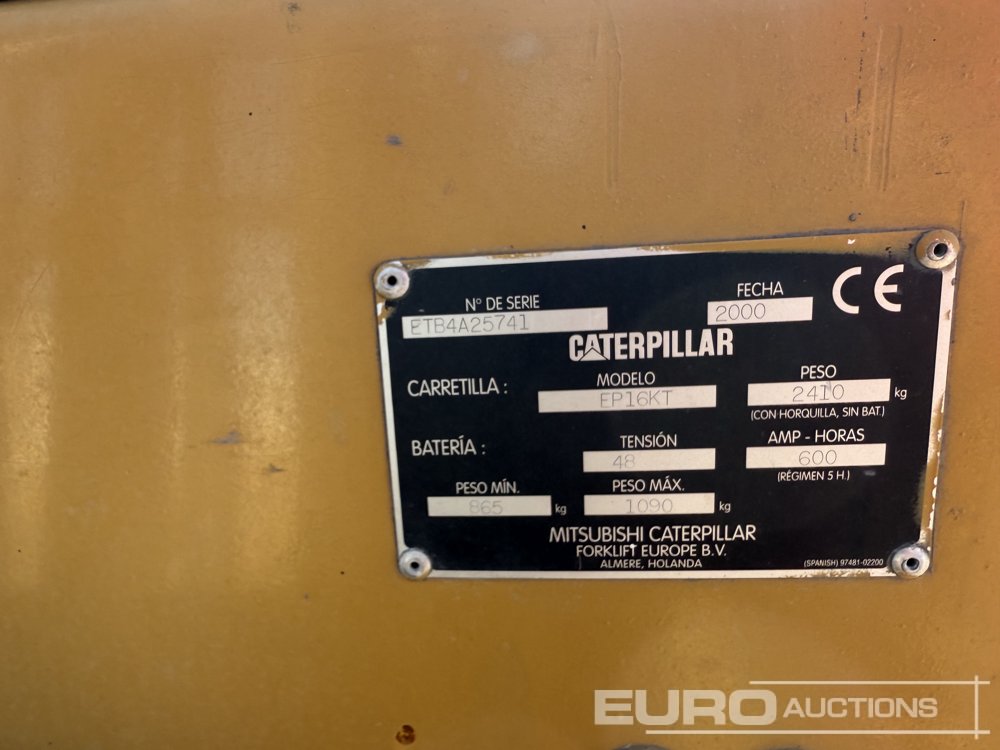 Nº DE SERIE
ETB4A25741
FECHA
2000
CE
CATERPILLAR
CARRETILLA :
MODELO
EP16KT
PESO
2410 kg
(CON HORQUILLA, SIN BAT.)
BATERÍA :
TENSIÓN
48
AMP - HORAS
600
(RÉGIMEN 5 H.)
PESO MÍN.
865 kg
PESO MÁX.
1090 kg
MITSUBISHI CATERPILLAR
FORKLIFT EUROPE B.V.
ALMERE, HOLANDA
(SPANISH) 97481-02200
EURO AUCTIONS